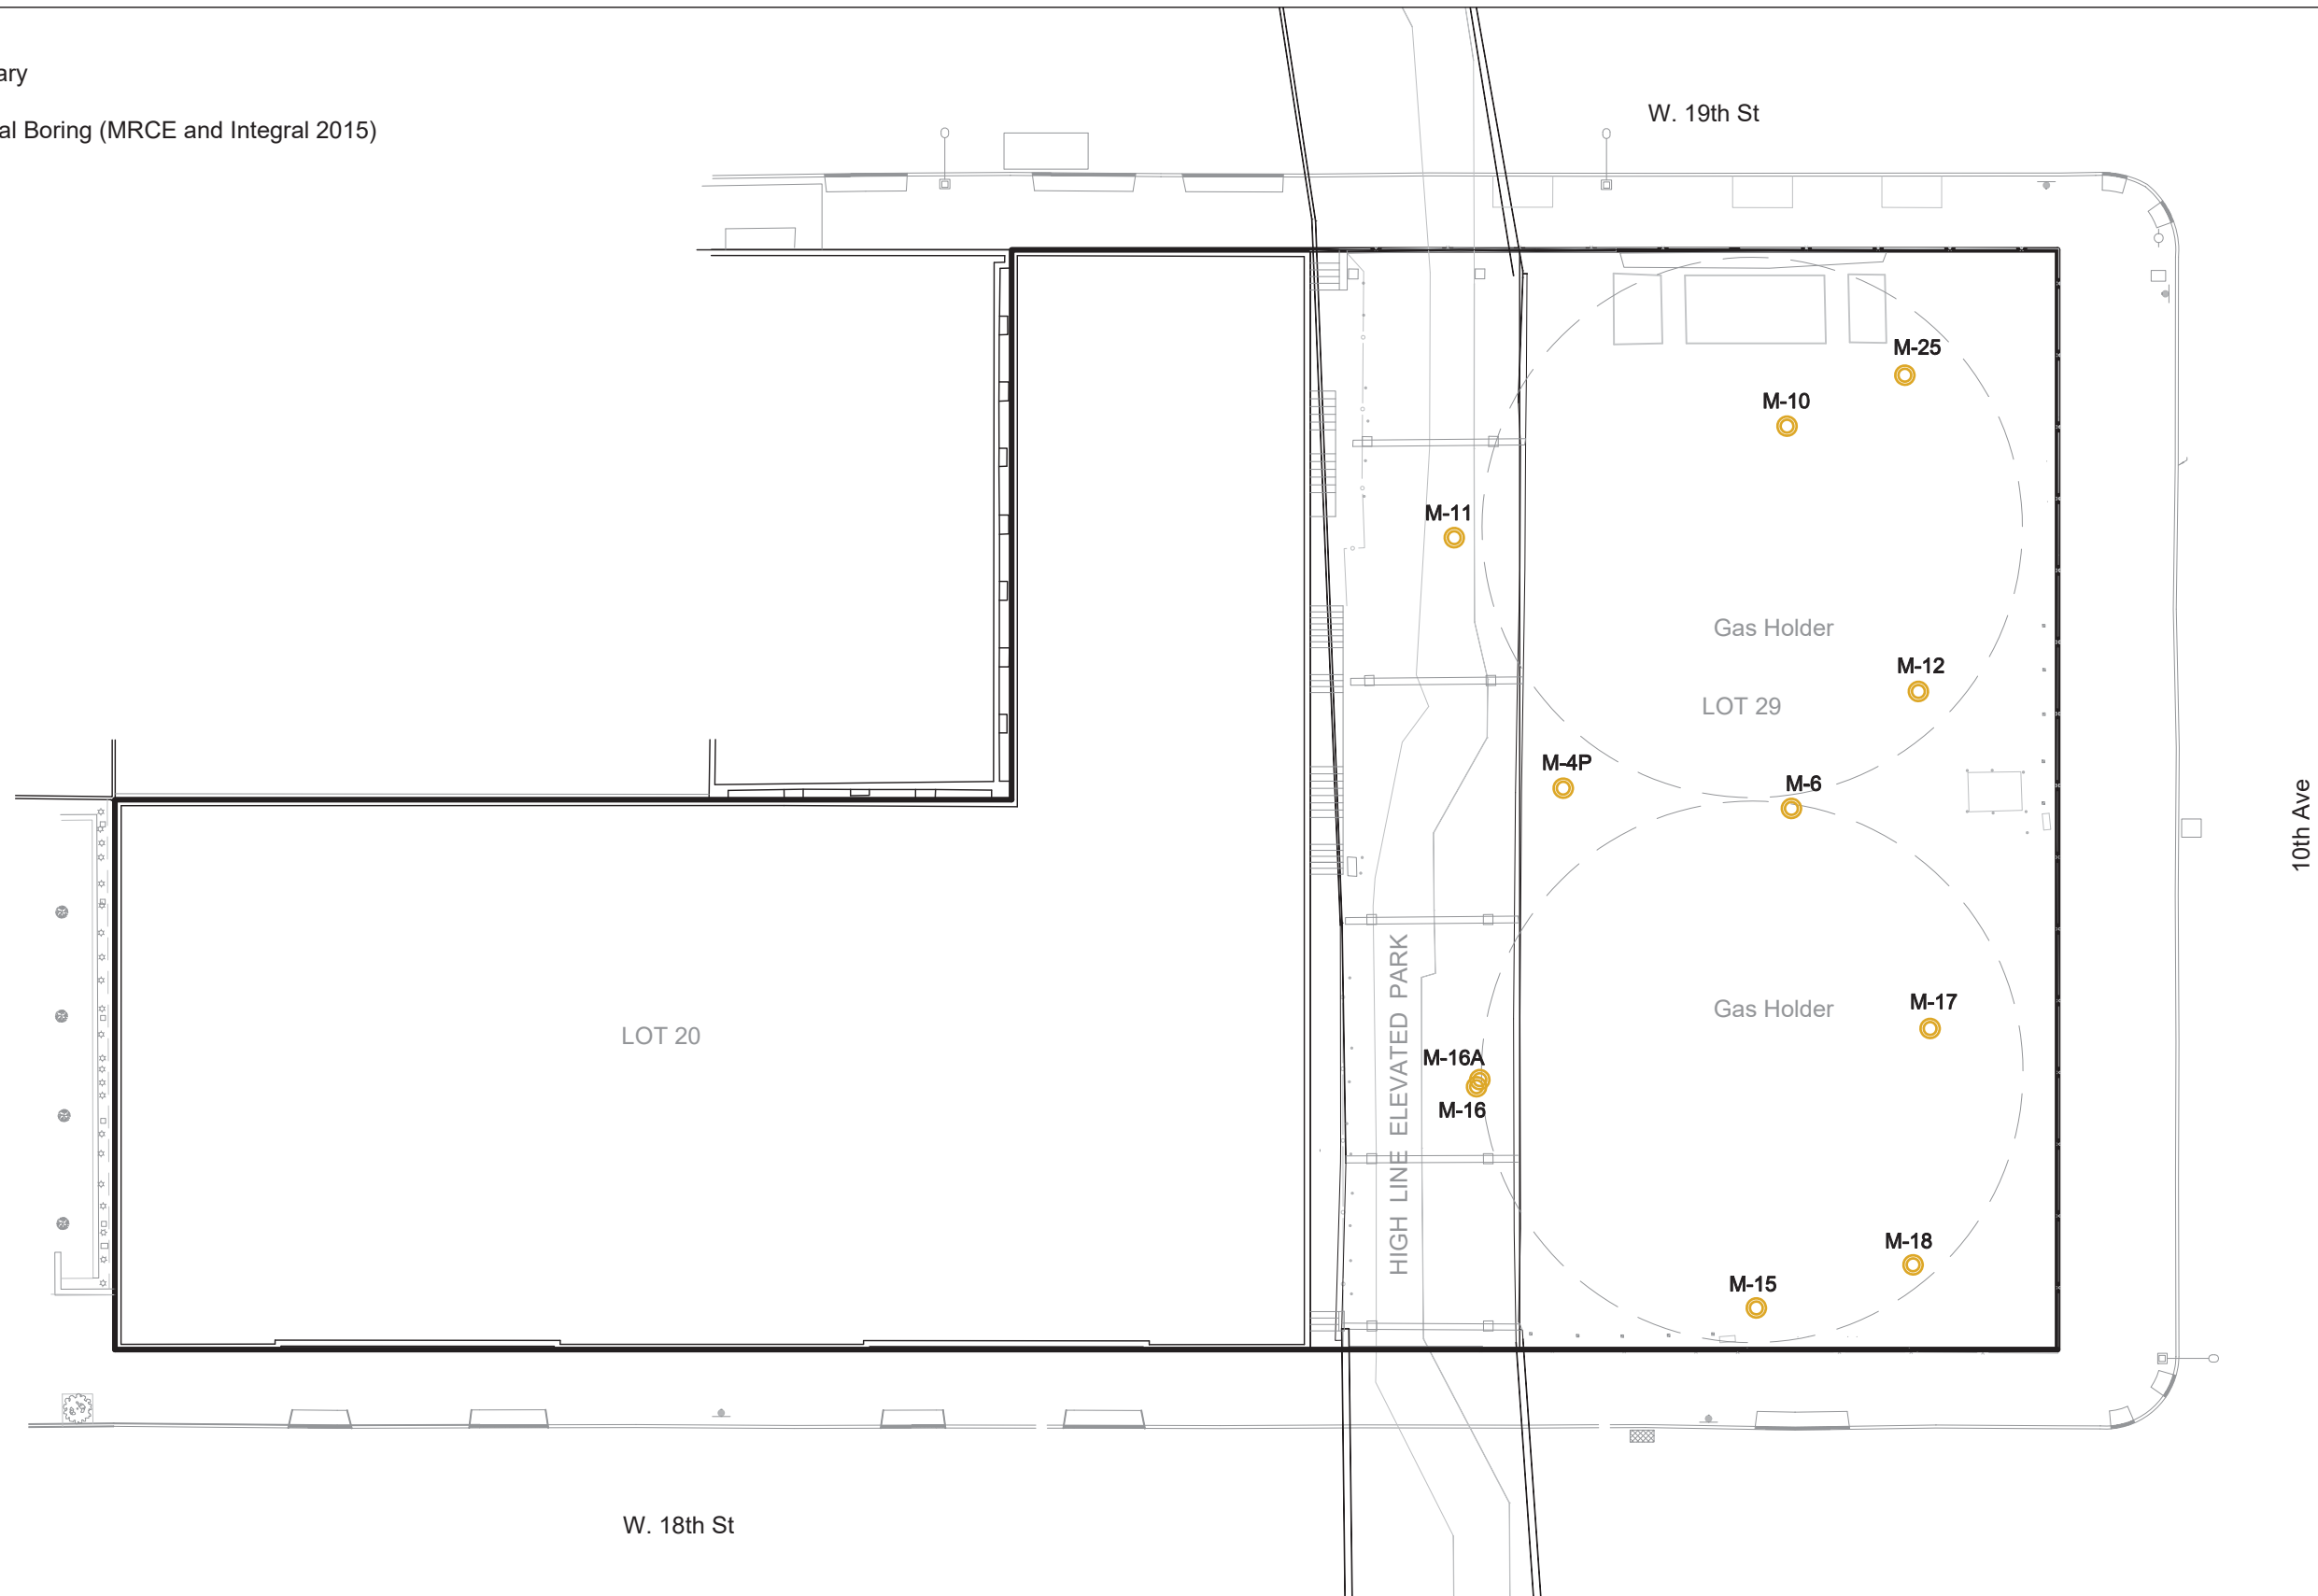 ary
al Boring (MRCE and Integral 2015)
W. 19th St
M-25
M-10
M-11
Gas Holder
M-12
LOT 29
M-4P
M-6
10th Ave
HIGH LINE ELEVATED PARK
M-17
Gas Holder
LOT 20
M-16A
M-16
M-18
M-15
W. 18th St